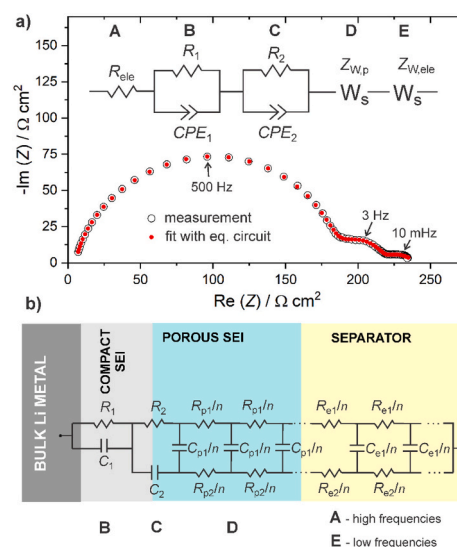 a)
A B C D E
R1 R2 ZW,p ZW,ele
Rele
Ws Ws
CPE1 CPE2
-Im (Z) / Ω cm²
150
125
100
75
50
25
0
500 Hz
measurement
fit with eq. circuit
3 Hz
10 mHz
0 50 100 150 200 250
Re (Z) / Ω cm²
b)
BULK Li METAL
COMPACT
SEI
POROUS SEI
SEPARATOR
R1 R2 Rp1/n Rp1/n Rp1/n Re1/n Re1/n
C1 C2 Cp1/n Cp1/n Cp1/n Ce1/n Ce1/n
Rp2/n Rp2/n Rp2/n Re2/n Re2/n
B C D
A - high frequencies
E - low frequencies